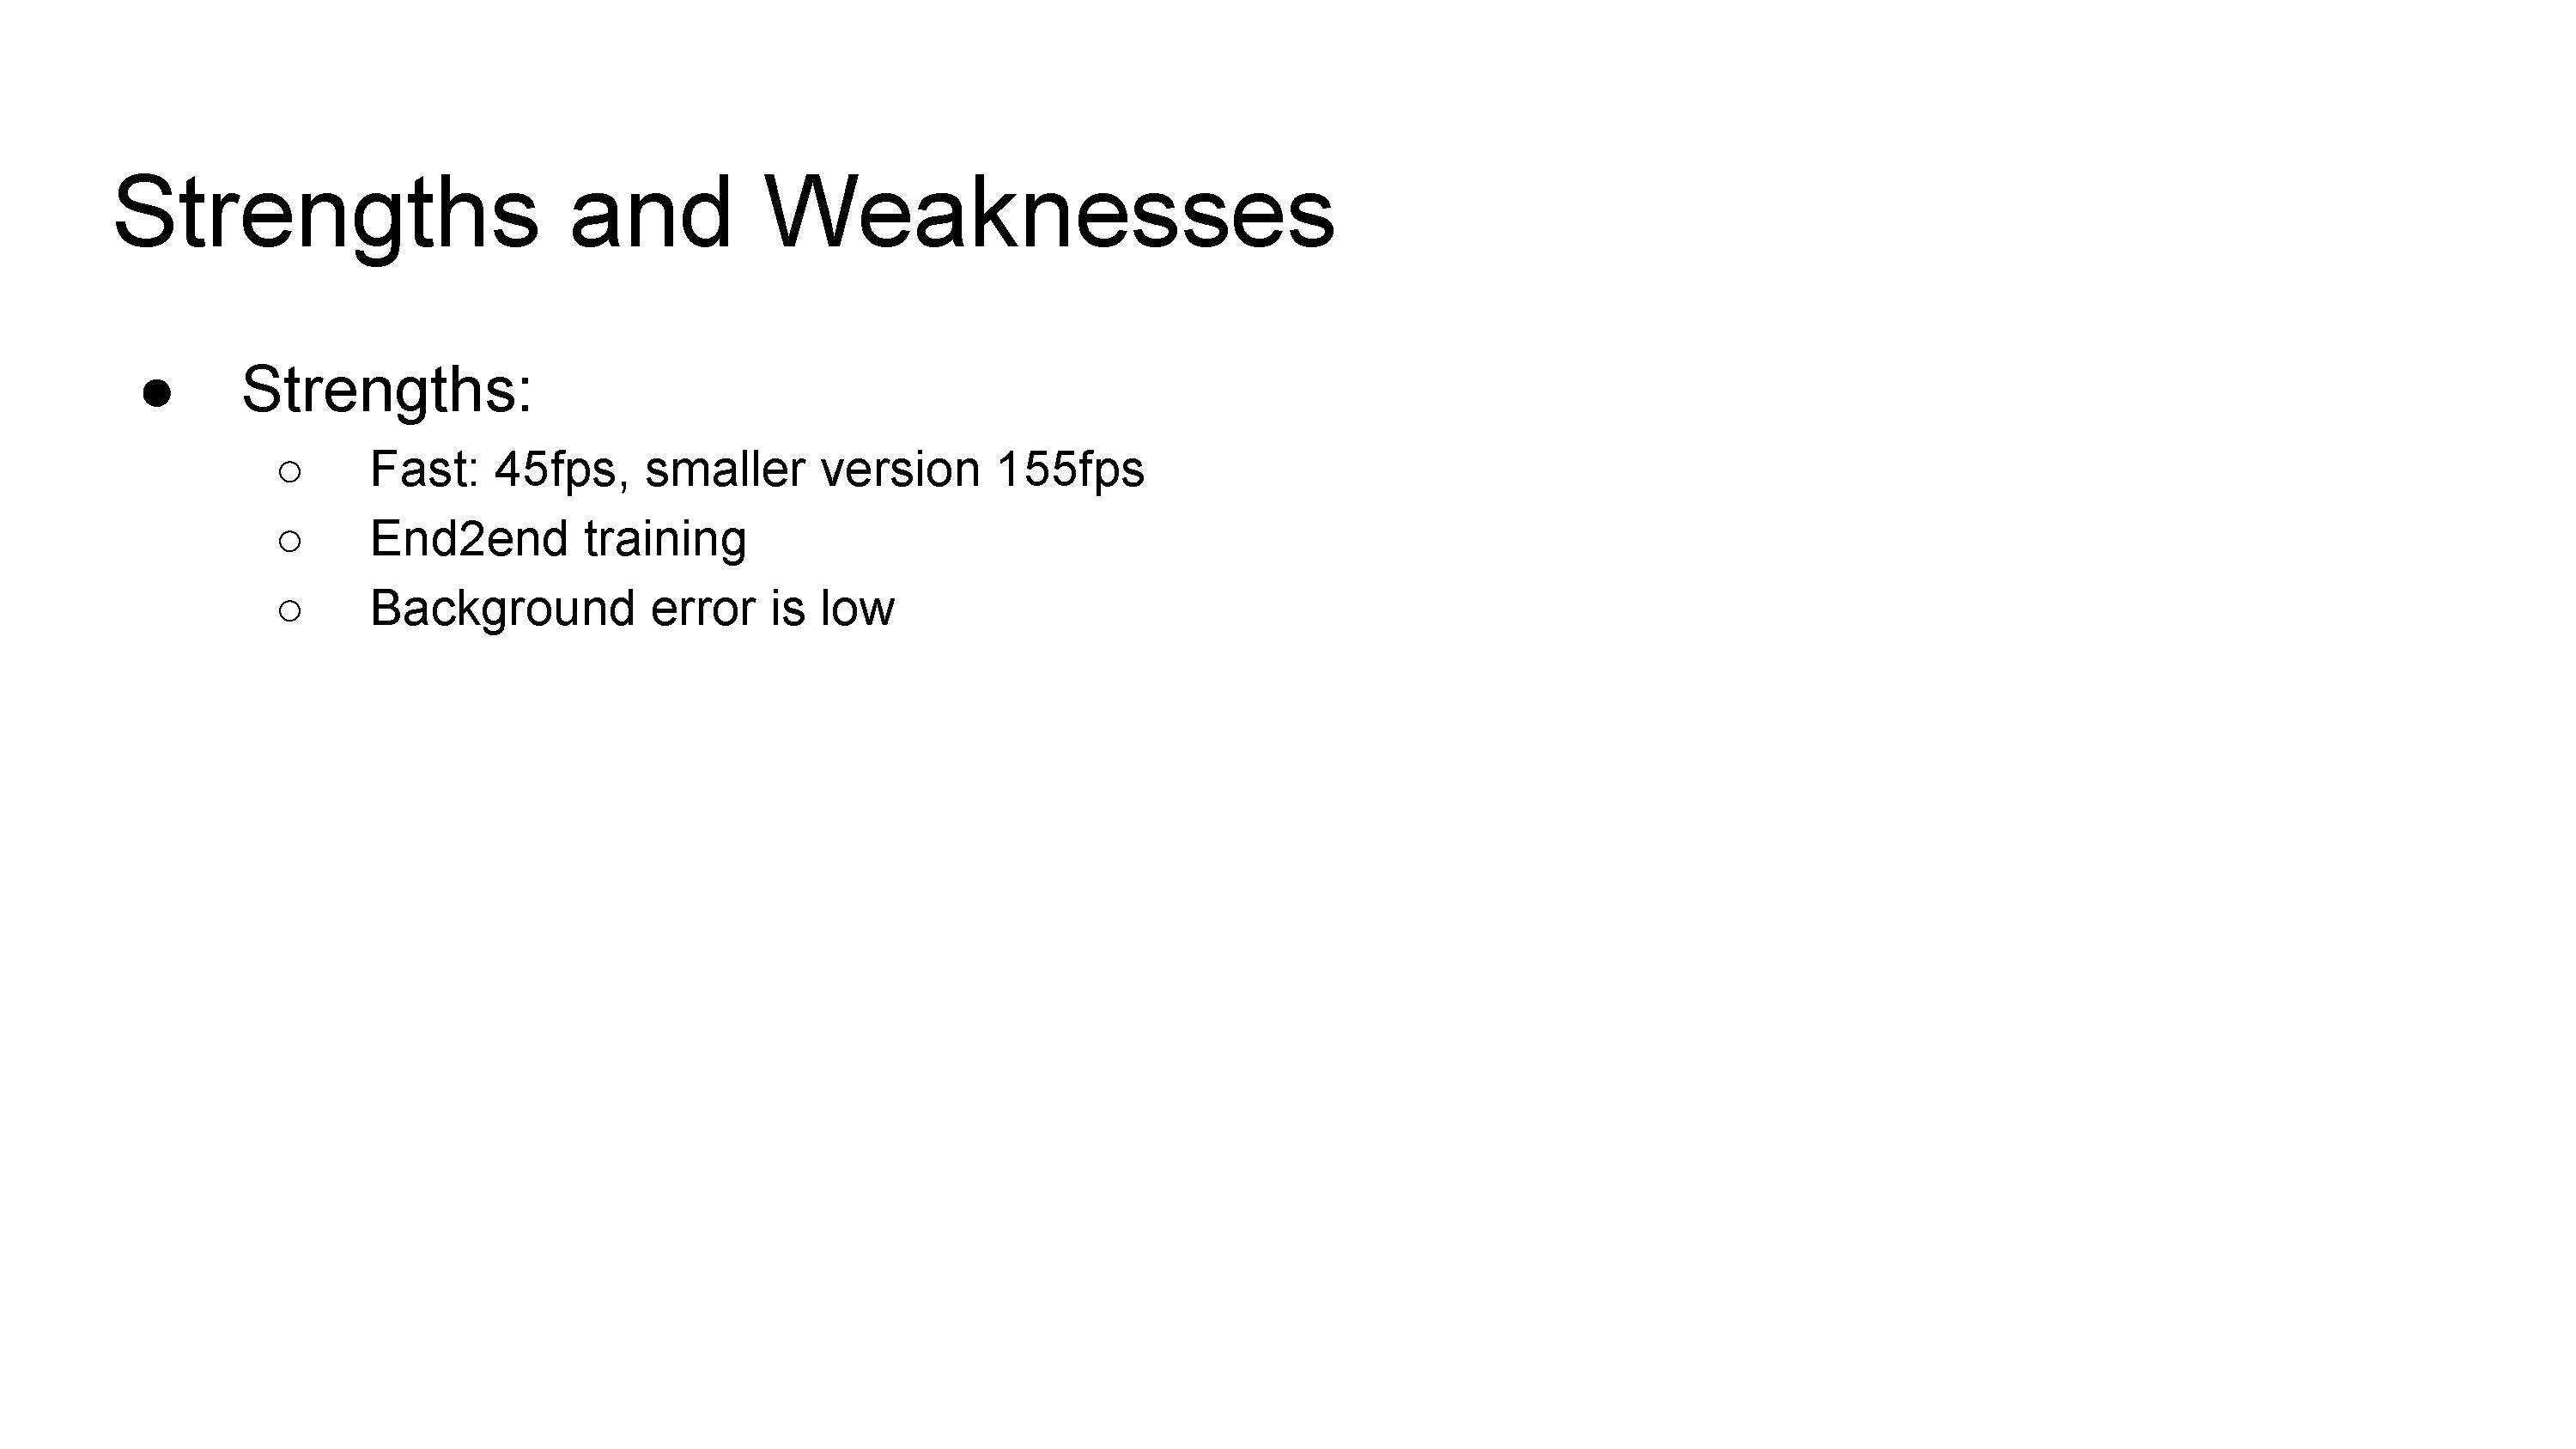 Strengths and Weaknesses
● Strengths:
○ Fast: 45fps, smaller version 155fps
○ End2end training
○ Background error is low